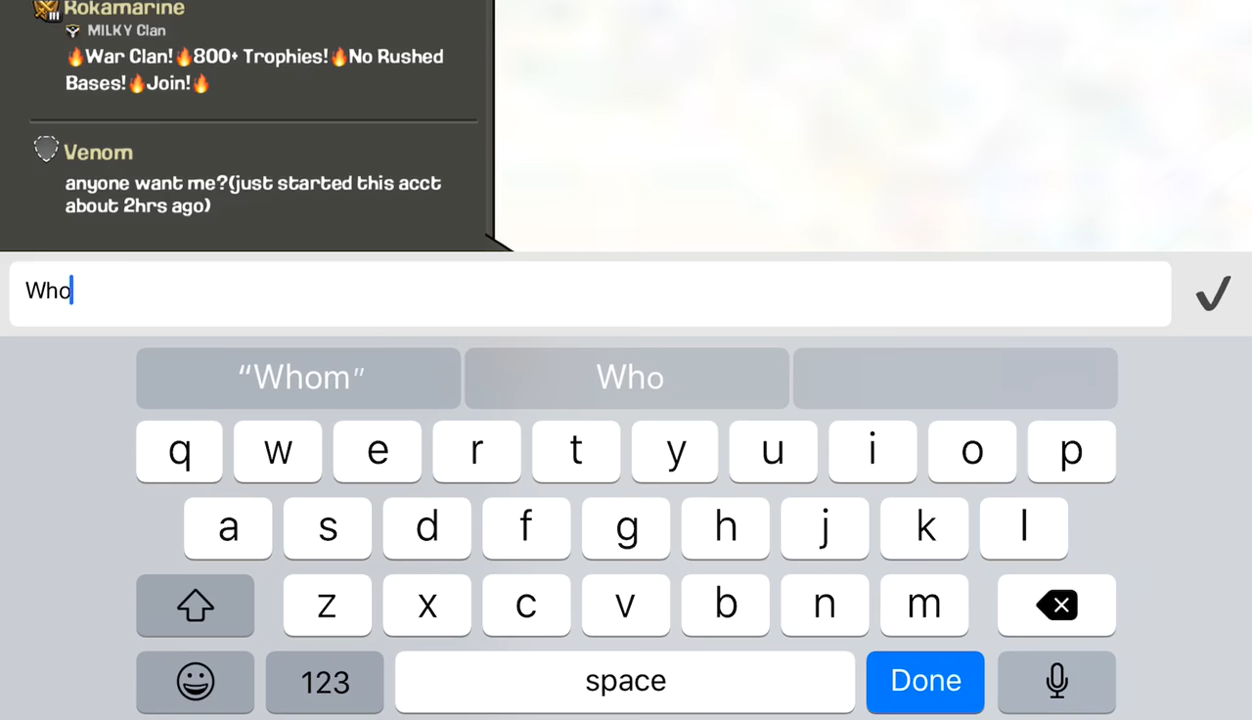 Rokamarine
MILKY Clan
🔥War Clan!🔥800+ Trophies!🔥No Rushed
Bases!🔥Join!🔥
Venom
anyone want me?(just started this acct
about 2hrs ago)
Who
“Whom” Who
q w e r t y u i o p
a s d f g h j k l
z x c v b n m
123 space Done